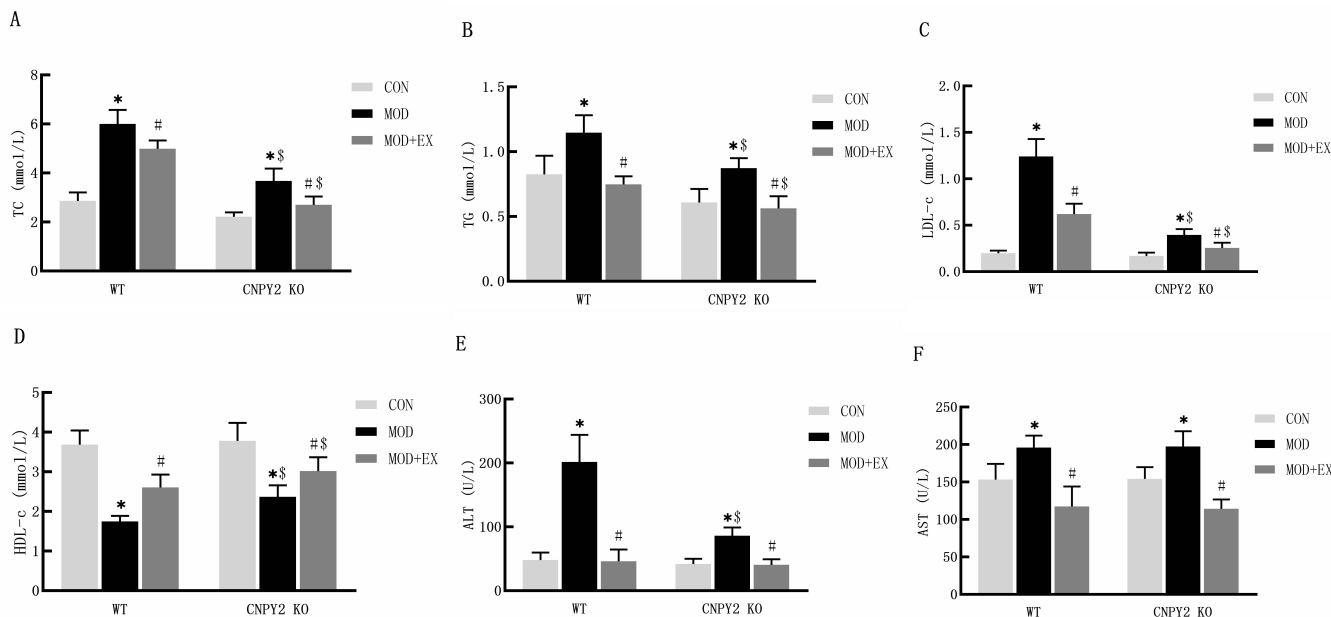 A
TC (mmol/L)
8
6
4
2
0
*
#
*$
#$
WT
CNPY2 KO
CON
MOD
MOD+EX
B
TG (mmol/L)
1.5
1.0
0.5
0.0
*
#
*$
#$
WT
CNPY2 KO
CON
MOD
MOD+EX
C
LDL-c (mmol/L)
2.0
1.5
1.0
0.5
0.0
*
#
*$
#$
WT
CNPY2 KO
CON
MOD
MOD+EX
D
HDL-c (mmol/L)
5
4
3
2
1
0
*
#
*$
#$
WT
CNPY2 KO
CON
MOD
MOD+EX
E
ALT (U/L)
300
200
100
0
*
#
*$
#
WT
CNPY2 KO
CON
MOD
MOD+EX
F
AST (U/L)
250
200
150
100
50
0
*
#
*
#
WT
CNPY2 KO
CON
MOD
MOD+EX